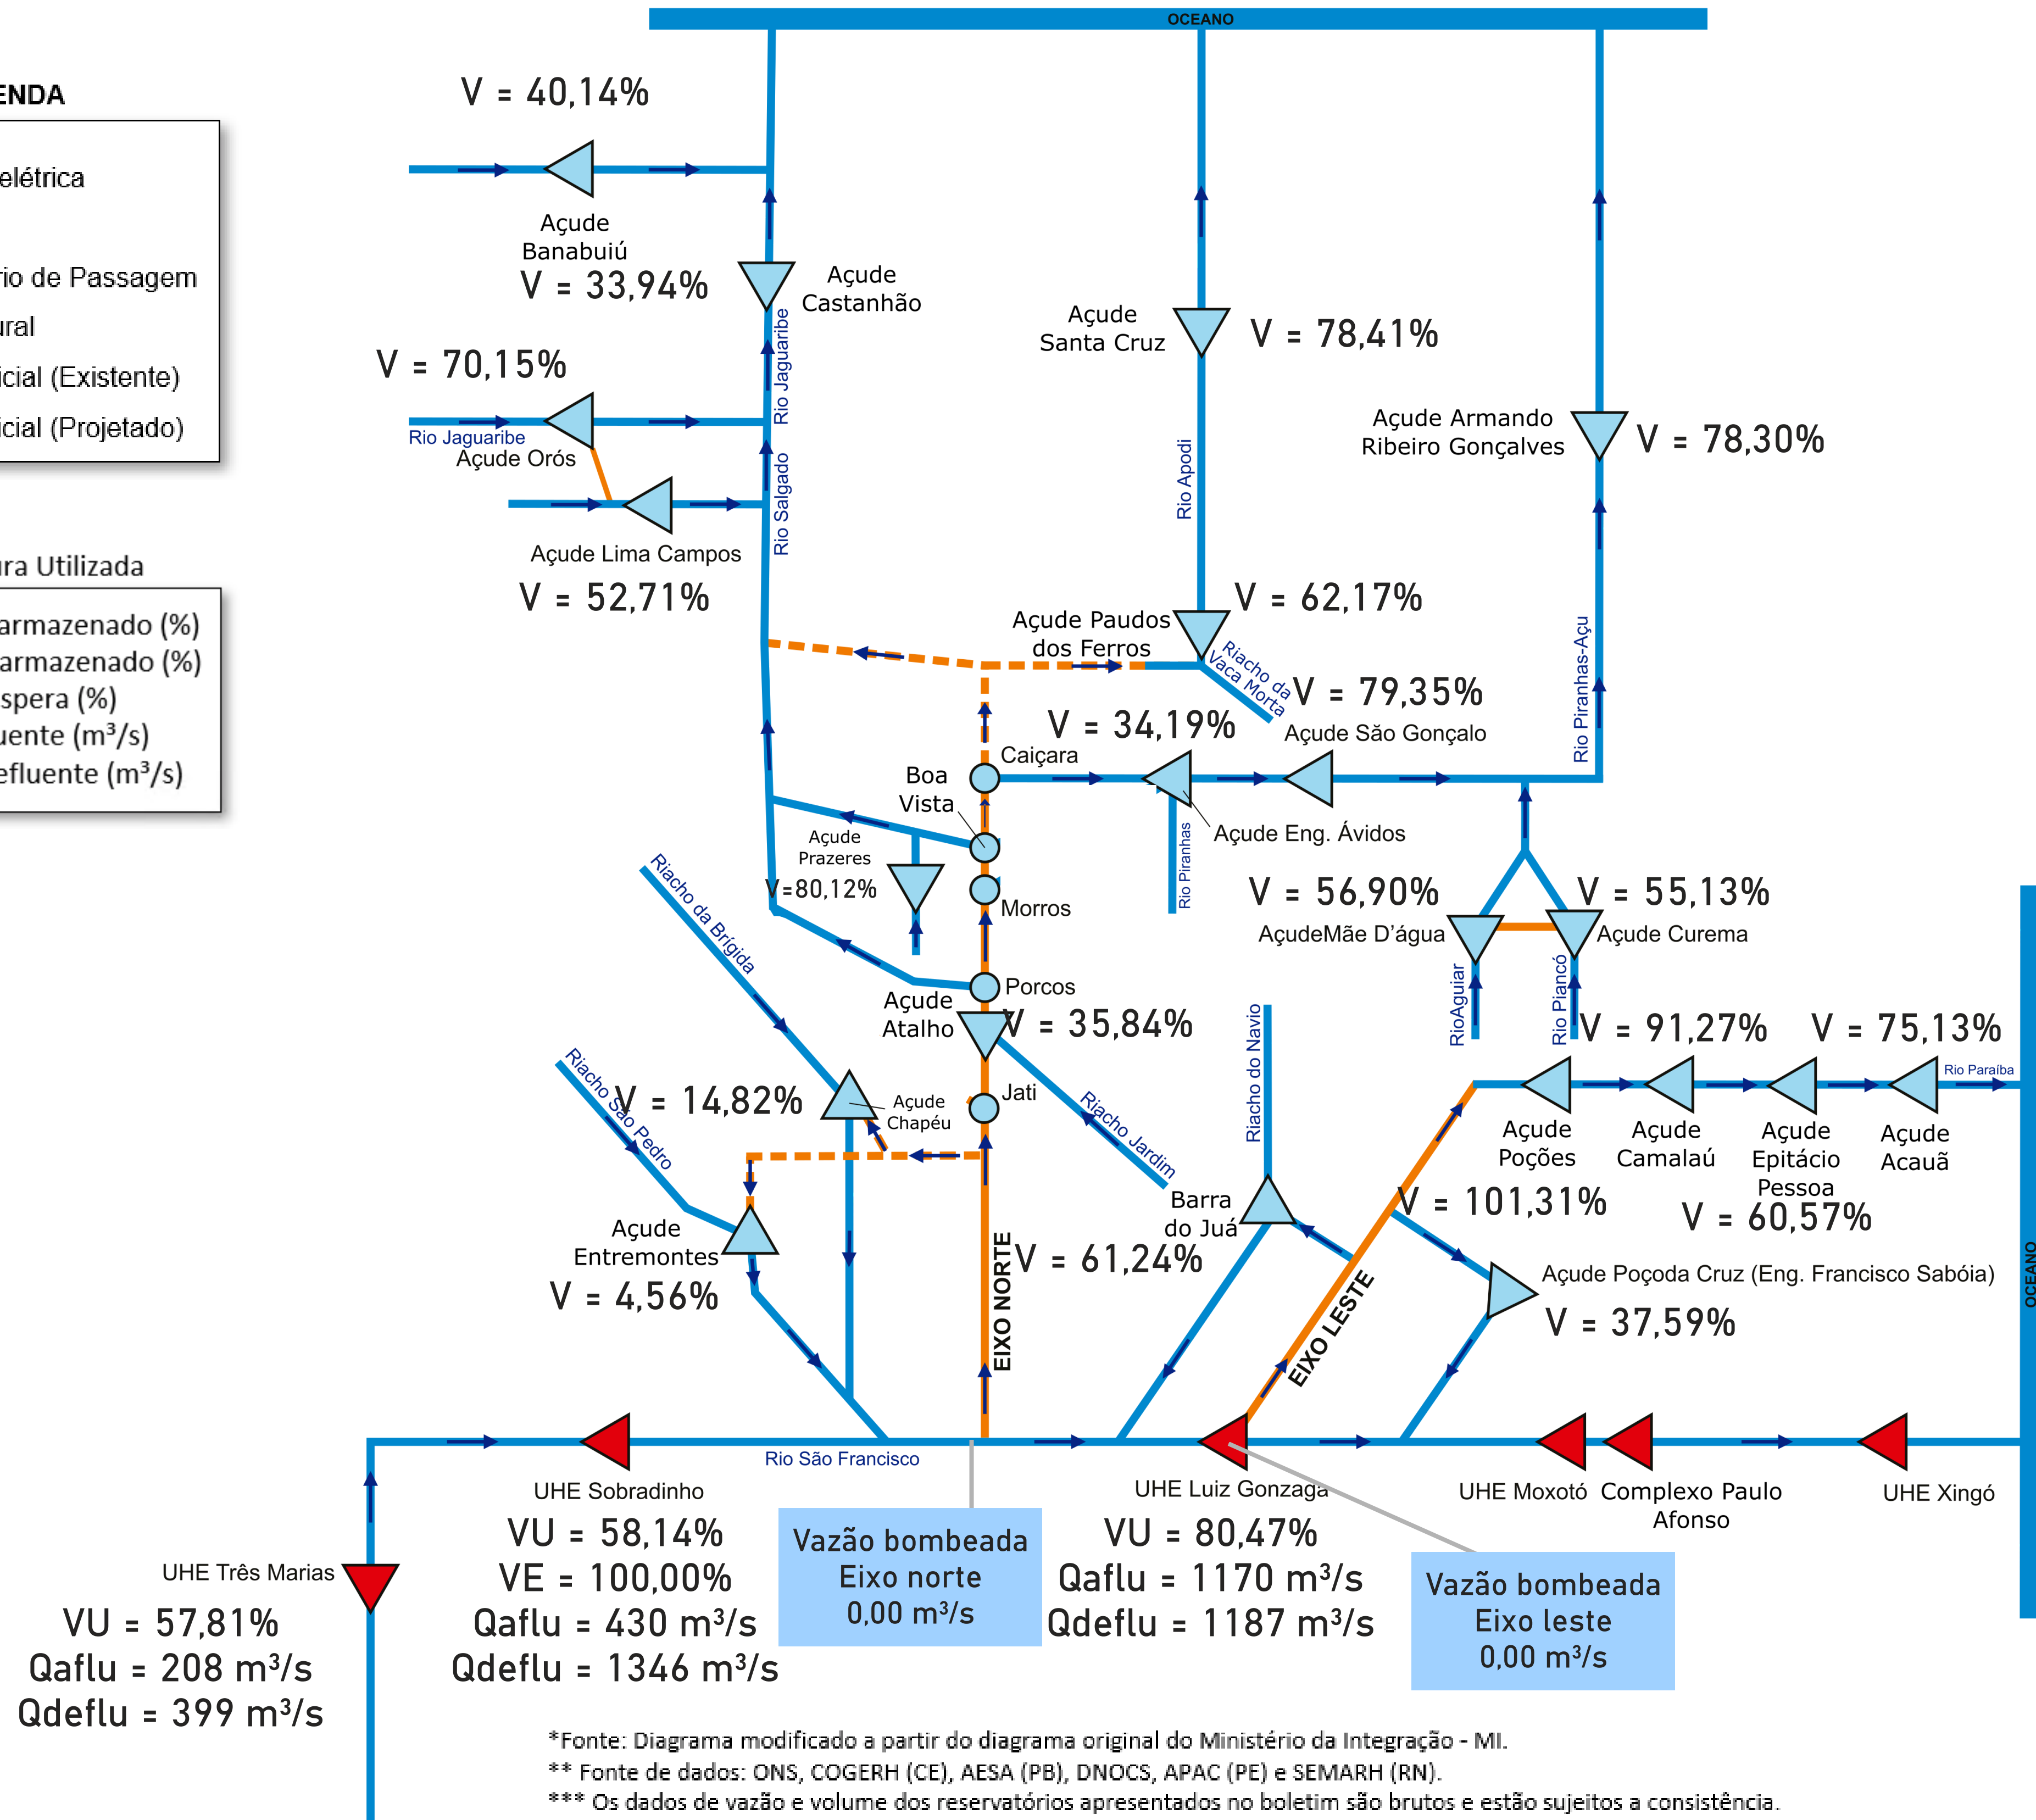 OCEANO
V = 40,14%
ENDA
elétrica
rio de Passagem
ural
icial (Existente)
icial (Projetado)
Açude
Banabuiú
V = 33,94%
Açude
Castanhão
Rio Jaguaribe
Açude
Santa Cruz
V = 78,41%
V = 70,15%
Rio Jaguaribe
Açude Orós
Açude Armando
Ribeiro Gonçalves
V = 78,30%
Rio Salgado
Rio Apodi
Açude Lima Campos
V = 52,71%
ura Utilizada
armazenado (%)
armazenado (%)
spera (%)
uente (m³/s)
efluente (m³/s)
V = 62,17%
Açude Paudos
dos Ferros
Riacho da
Vaca Morta
Rio Piranhas-Açu
V = 79,35%
V = 34,19%
Açude São Gonçalo
Caiçara
Boa
Vista
Açude Eng. Ávidos
Rio Piranhas
Açude
Prazeres
V=80,12%
Morros
Riacho da Brígida
V = 56,90%
V = 55,13%
AçudeMãe D'água
Açude Curema
RioAguiar
Rio Piancó
Porcos
Açude
Atalho
V = 35,84%
Riacho do Navio
V = 91,27%
V = 75,13%
Rio Paraíba
Riacho São Pedro
V = 14,82%
Açude
Chapéu
Jati
Riacho Jardim
Açude
Poções
Açude
Camalaú
Açude
Epitácio
Pessoa
Açude
Acauã
V = 101,31%
V = 60,57%
Barra
do Juá
V = 61,24%
Açude
Entremontes
V = 4,56%
EIXO NORTE
EIXO LESTE
Açude Poçoda Cruz (Eng. Francisco Sabóia)
V = 37,59%
OCEANO
Rio São Francisco
UHE Sobradinho
VU = 58,14%
VE = 100,00%
Qaflu = 430 m³/s
Qdeflu = 1346 m³/s
Vazão bombeada
Eixo norte
0,00 m³/s
UHE Luiz Gonzaga
VU = 80,47%
Qaflu = 1170 m³/s
Qdeflu = 1187 m³/s
Vazão bombeada
Eixo leste
0,00 m³/s
UHE Moxotó
Complexo Paulo
Afonso
UHE Xingó
UHE Três Marias
VU = 57,81%
Qaflu = 208 m³/s
Qdeflu = 399 m³/s
*Fonte: Diagrama modificado a partir do diagrama original do Ministério da Integração - MI.
** Fonte de dados: ONS, COGERH (CE), AESA (PB), DNOCS, APAC (PE) e SEMARH (RN).
*** Os dados de vazão e volume dos reservatórios apresentados no boletim são brutos e estão sujeitos a consistência.